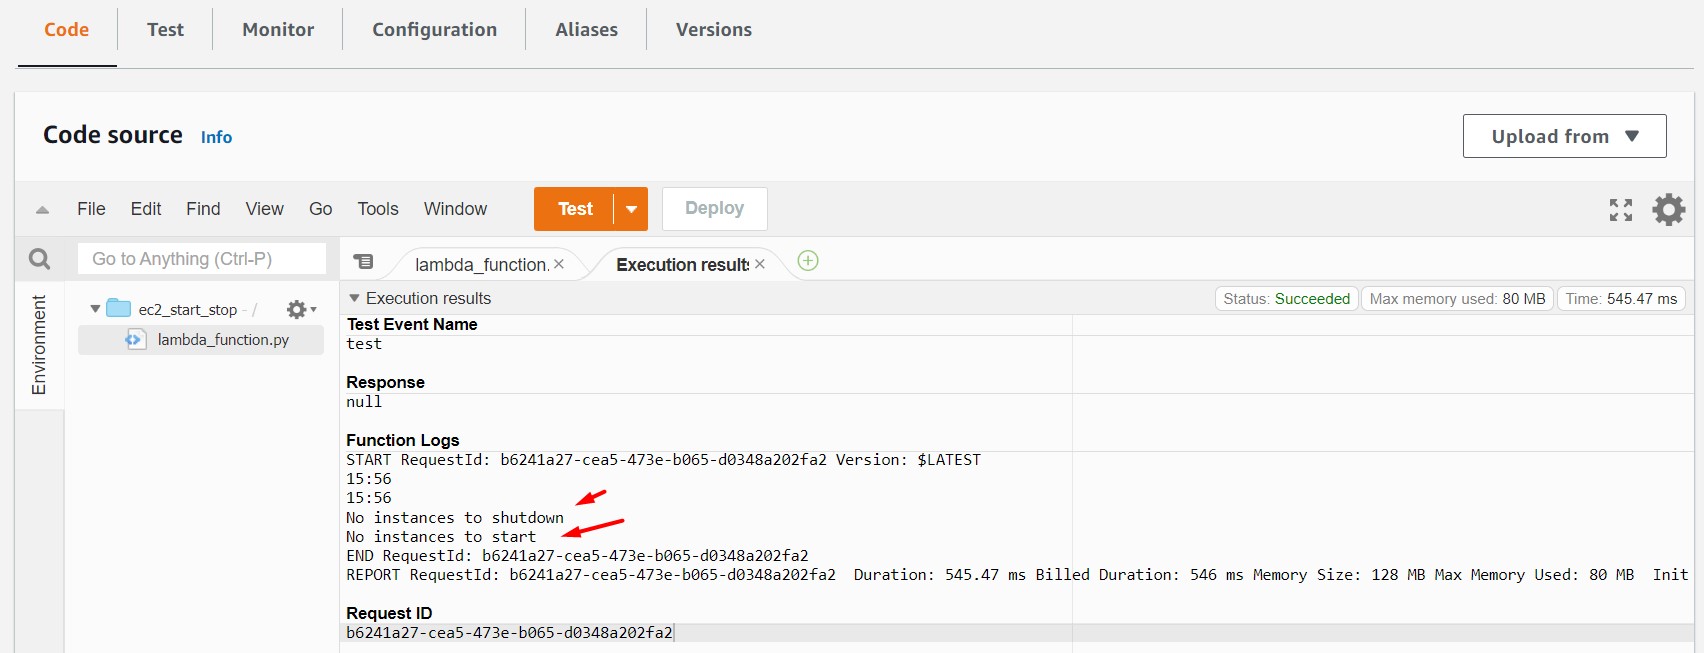 Code Test Monitor Configuration Aliases Versions
Code source Info
Upload from
File Edit Find View Go Tools Window Test Deploy
Go to Anything (Ctrl-P)
lambda_function.
Execution results
Environment
ec2_start_stop - /
lambda_function.py
Execution results
Status: Succeeded Max memory used: 80 MB Time: 545.47 ms
Test Event Name
test
Response
null
Function Logs
START RequestId: b6241a27-cea5-473e-b065-d0348a202fa2 Version: $LATEST
15:56
15:56
No instances to shutdown
No instances to start
END RequestId: b6241a27-cea5-473e-b065-d0348a202fa2
REPORT RequestId: b6241a27-cea5-473e-b065-d0348a202fa2 Duration: 545.47 ms Billed Duration: 546 ms Memory Size: 128 MB Max Memory Used: 80 MB Init
Request ID
b6241a27-cea5-473e-b065-d0348a202fa2